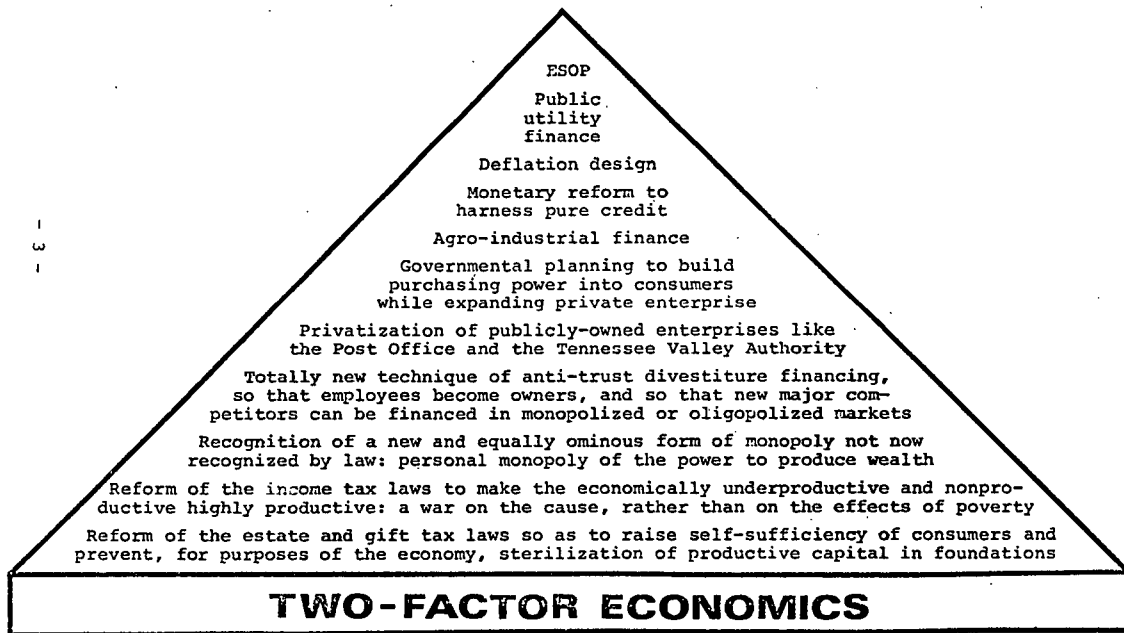 ESOP
Public
utility
finance
Deflation design
Monetary reform to
harness pure credit
- 3 -
Agro-industrial finance
Governmental planning to build
purchasing power into consumers
while expanding private enterprise
Privatization of publicly-owned enterprises like
the Post Office and the Tennessee Valley Authority
Totally new technique of anti-trust divestiture financing,
so that employees become owners, and so that new major com-
petitors can be financed in monopolized or oligopolized markets
Recognition of a new and equally ominous form of monopoly not now
recognized by law: personal monopoly of the power to produce wealth
Reform of the income tax laws to make the economically underproductive and nonpro-
ductive highly productive: a war on the cause, rather than on the effects of poverty
Reform of the estate and gift tax laws so as to raise self-sufficiency of consumers and
prevent, for purposes of the economy, sterilization of productive capital in foundations
TWO-FACTOR ECONOMICS